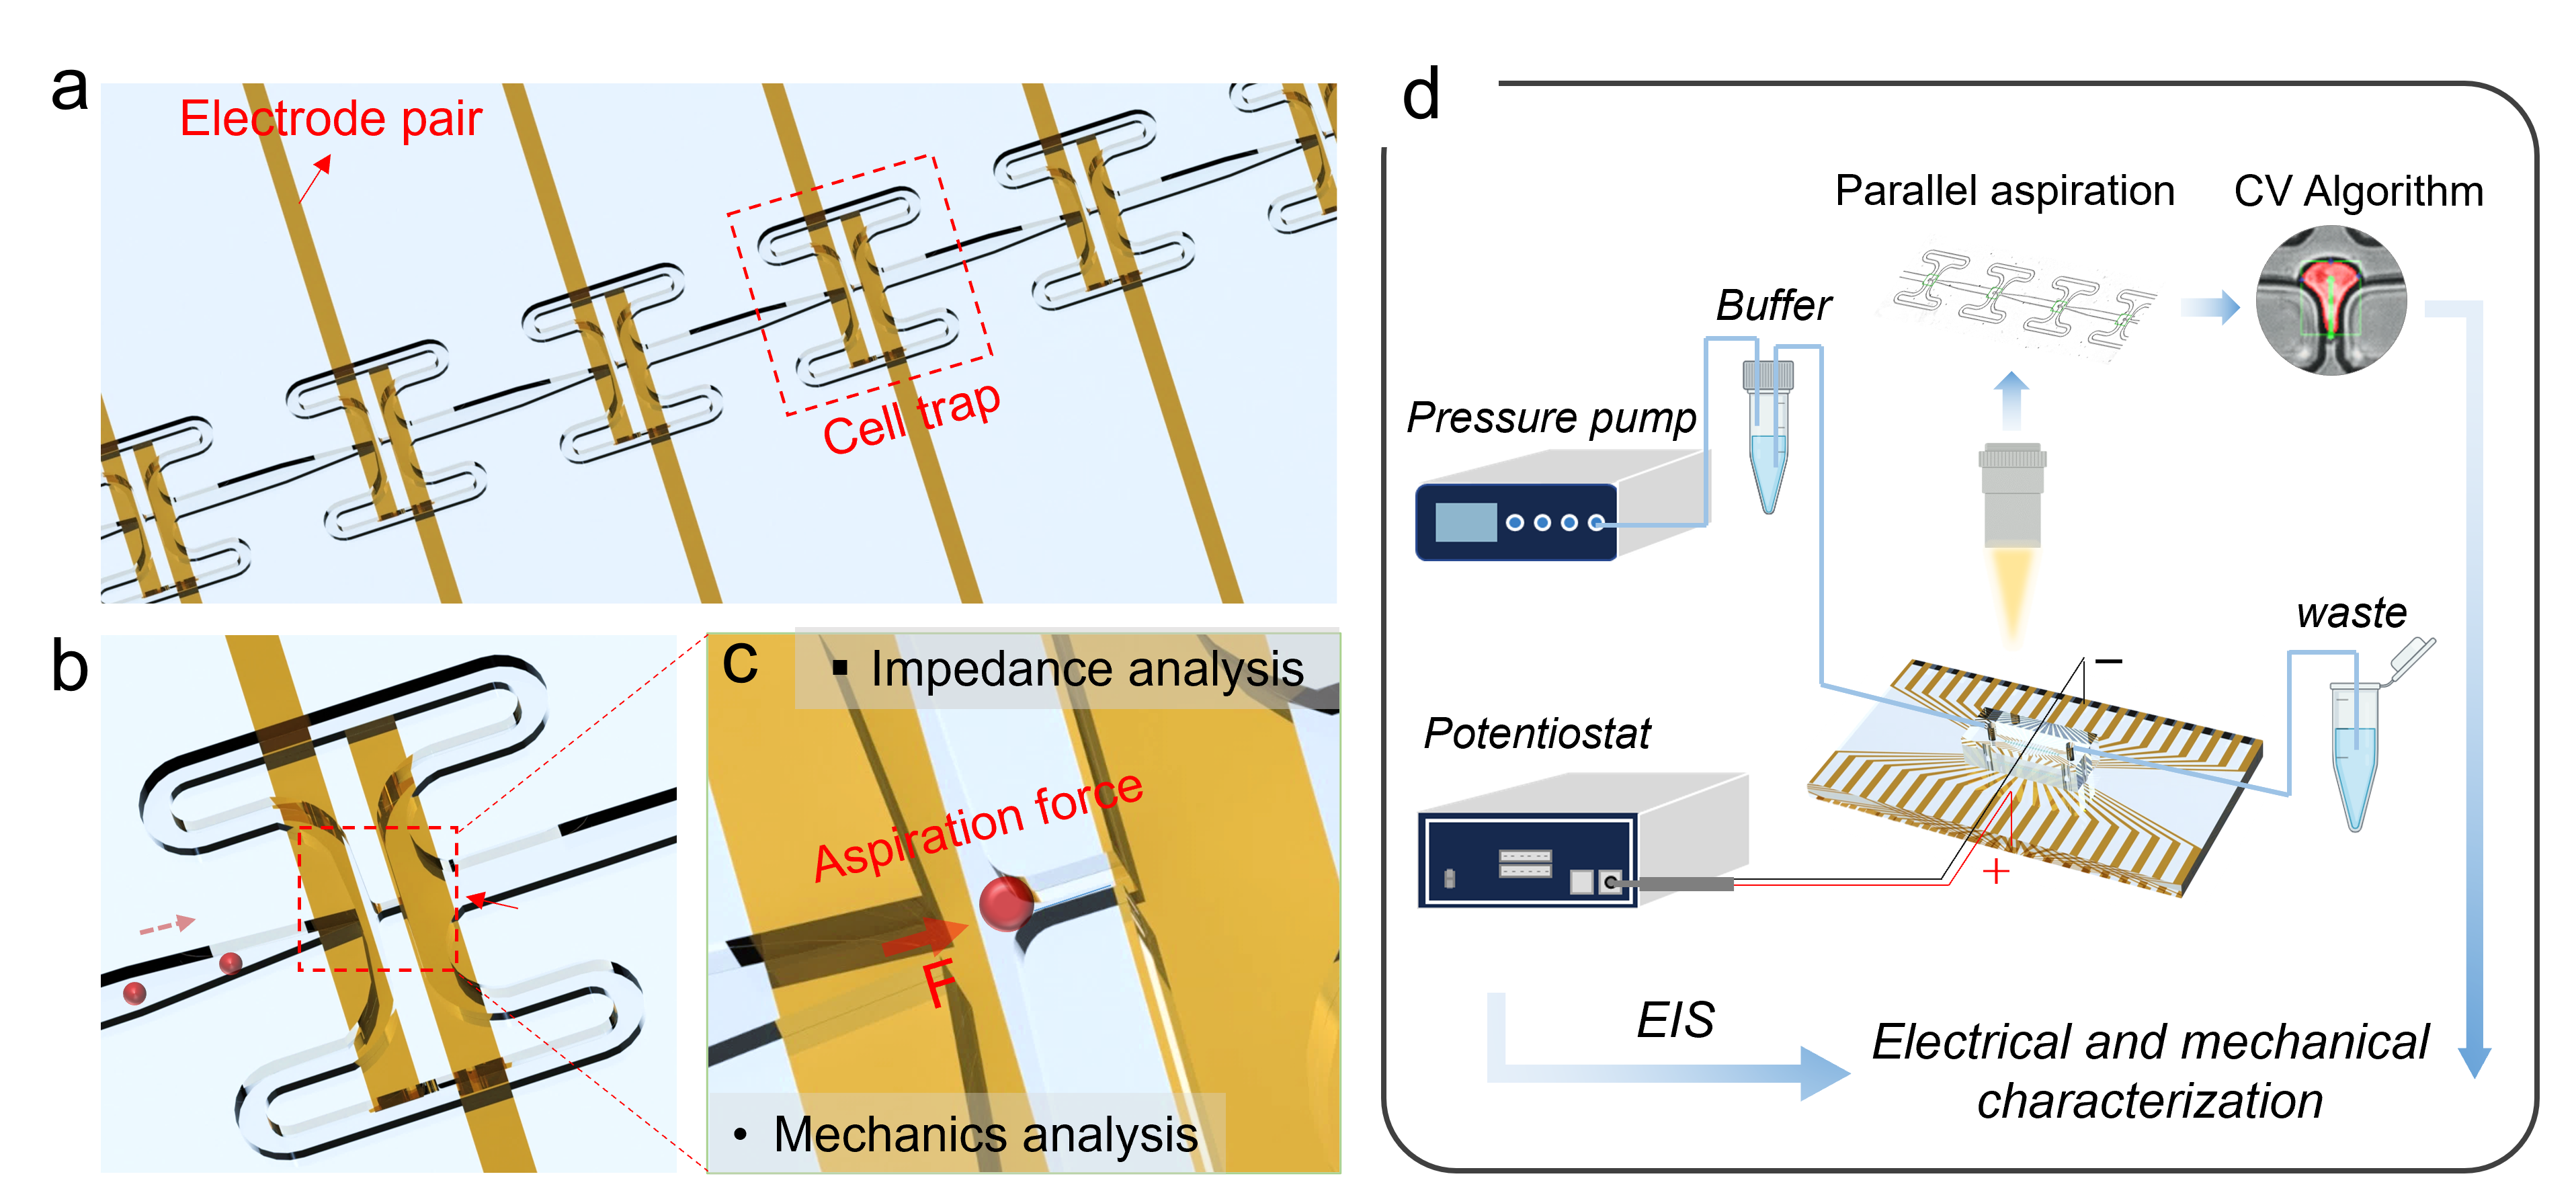 a
Electrode pair
Cell trap
b
c
▪ Impedance analysis
Aspiration force
F
• Mechanics analysis
d
Parallel aspiration
CV Algorithm
Buffer
Pressure pump
waste
−
Potentiostat
+
EIS
Electrical and mechanical
characterization